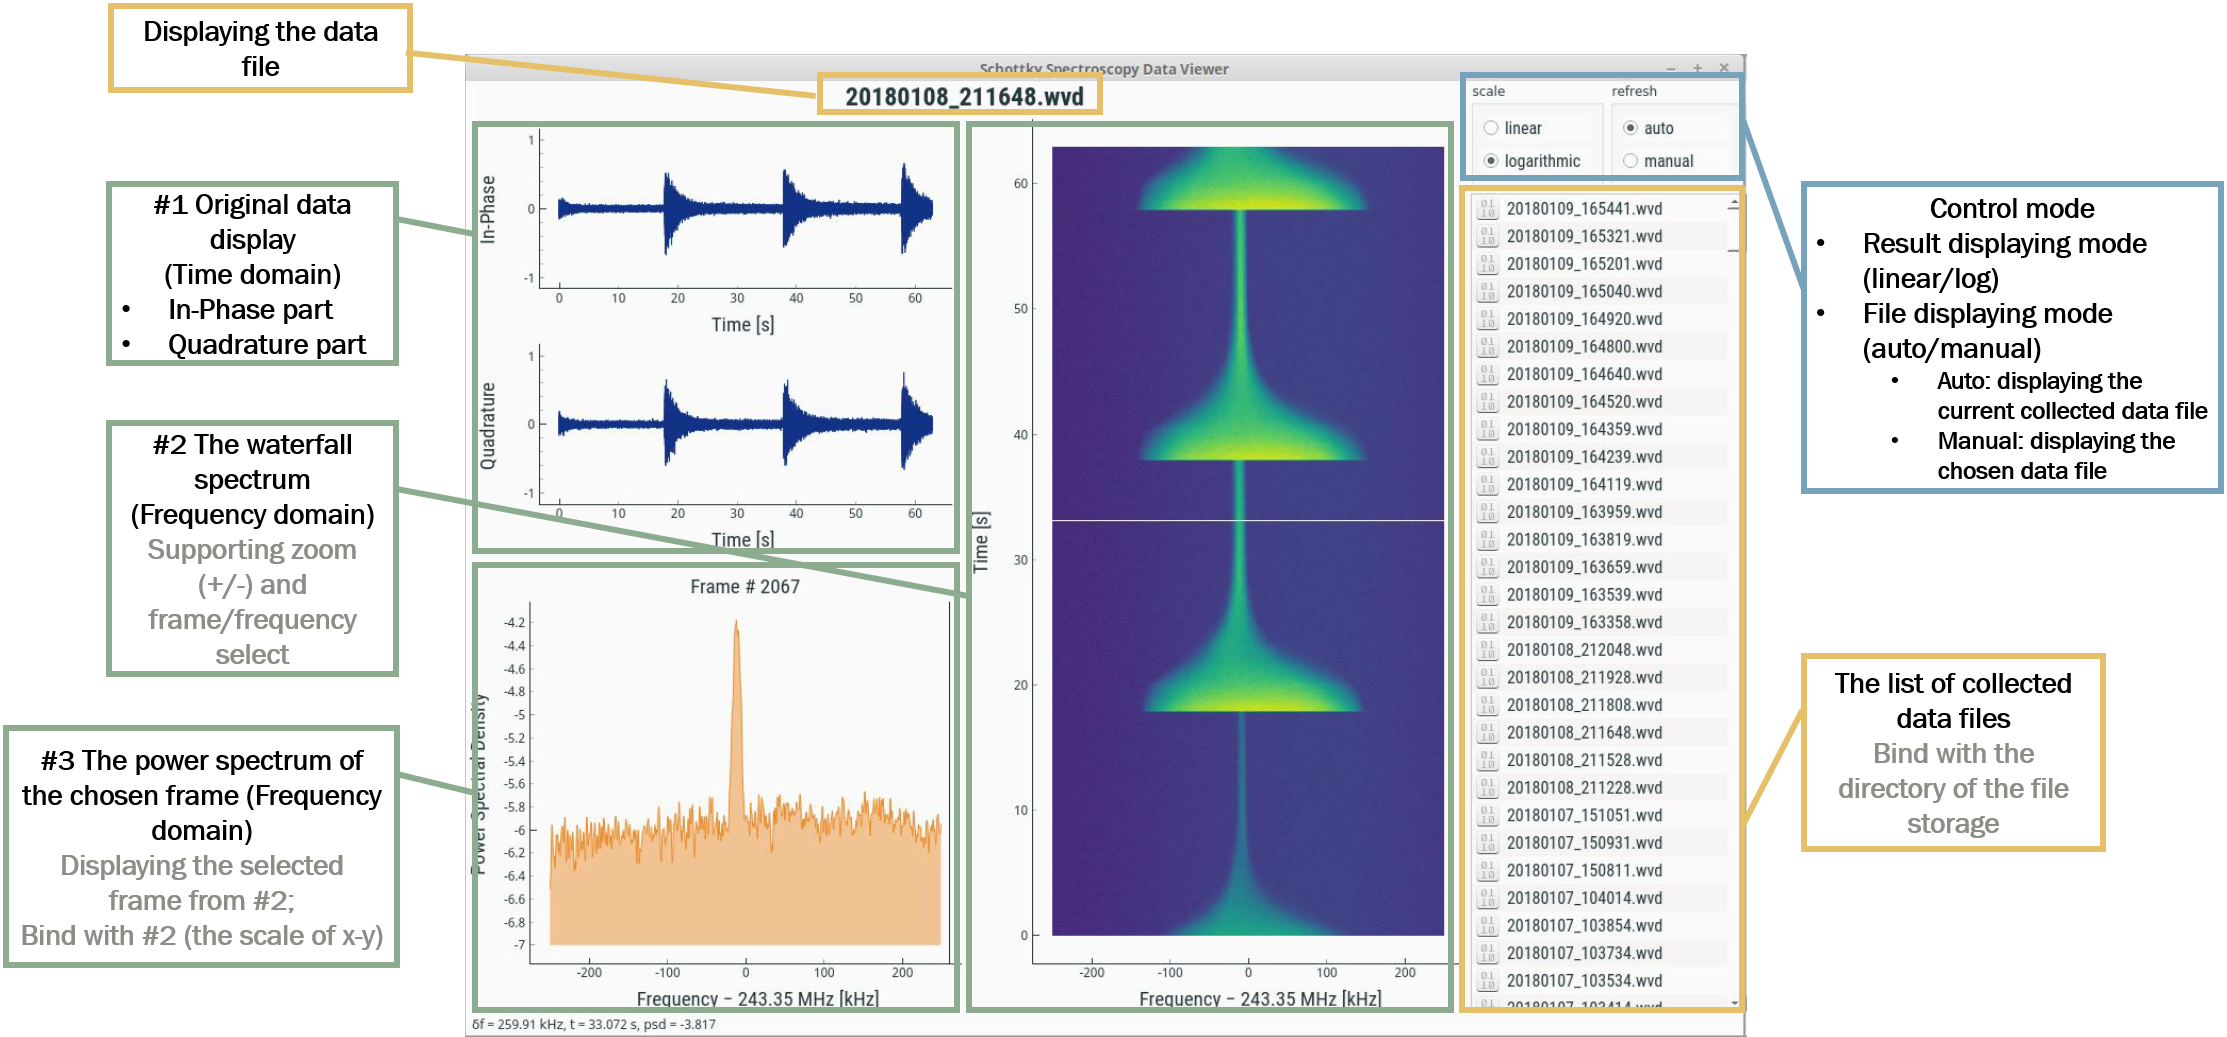 Displaying the data
file
#1 Original data
display
(Time domain)
• In-Phase part
• Quadrature part
#2 The waterfall
spectrum
(Frequency domain)
Supporting zoom
(+/-) and
frame/frequency
select
#3 The power spectrum of
the chosen frame (Frequency
domain)
Displaying the selected
frame from #2;
Bind with #2 (the scale of x-y)
Schottky Spectroscopy Data Viewer
20180108_211648.wvd
In-Phase
1
0
-1
0 10 20 30 40 50 60
Time [s]
Quadrature
1
0
-1
0 10 20 30 40 50 60
Time [s]
Frame # 2067
Power Spectral Density
-4.2
-4.4
-4.6
-4.8
-5
-5.2
-5.4
-5.6
-5.8
-6
-6.2
-6.4
-6.6
-6.8
-7
-200 -100 0 100 200
Frequency − 243.35 MHz [kHz]
Time [s]
60
50
40
30
20
10
0
-200 -100 0 100 200
Frequency − 243.35 MHz [kHz]
δf = 259.91 kHz, t = 33.072 s, psd = -3.817
scale
linear
logarithmic
refresh
auto
manual
20180109_165441.wvd
20180109_165321.wvd
20180109_165201.wvd
20180109_165040.wvd
20180109_164920.wvd
20180109_164800.wvd
20180109_164640.wvd
20180109_164520.wvd
20180109_164359.wvd
20180109_164239.wvd
20180109_164119.wvd
20180109_163959.wvd
20180109_163819.wvd
20180109_163659.wvd
20180109_163539.wvd
20180109_163358.wvd
20180108_212048.wvd
20180108_211928.wvd
20180108_211808.wvd
20180108_211648.wvd
20180108_211528.wvd
20180108_211228.wvd
20180107_151051.wvd
20180107_150931.wvd
20180107_150811.wvd
20180107_104014.wvd
20180107_103854.wvd
20180107_103734.wvd
20180107_103534.wvd
20180107_103414.wvd
Control mode
• Result displaying mode
(linear/log)
• File displaying mode
(auto/manual)
• Auto: displaying the
current collected data file
• Manual: displaying the
chosen data file
The list of collected
data files
Bind with the
directory of the file
storage